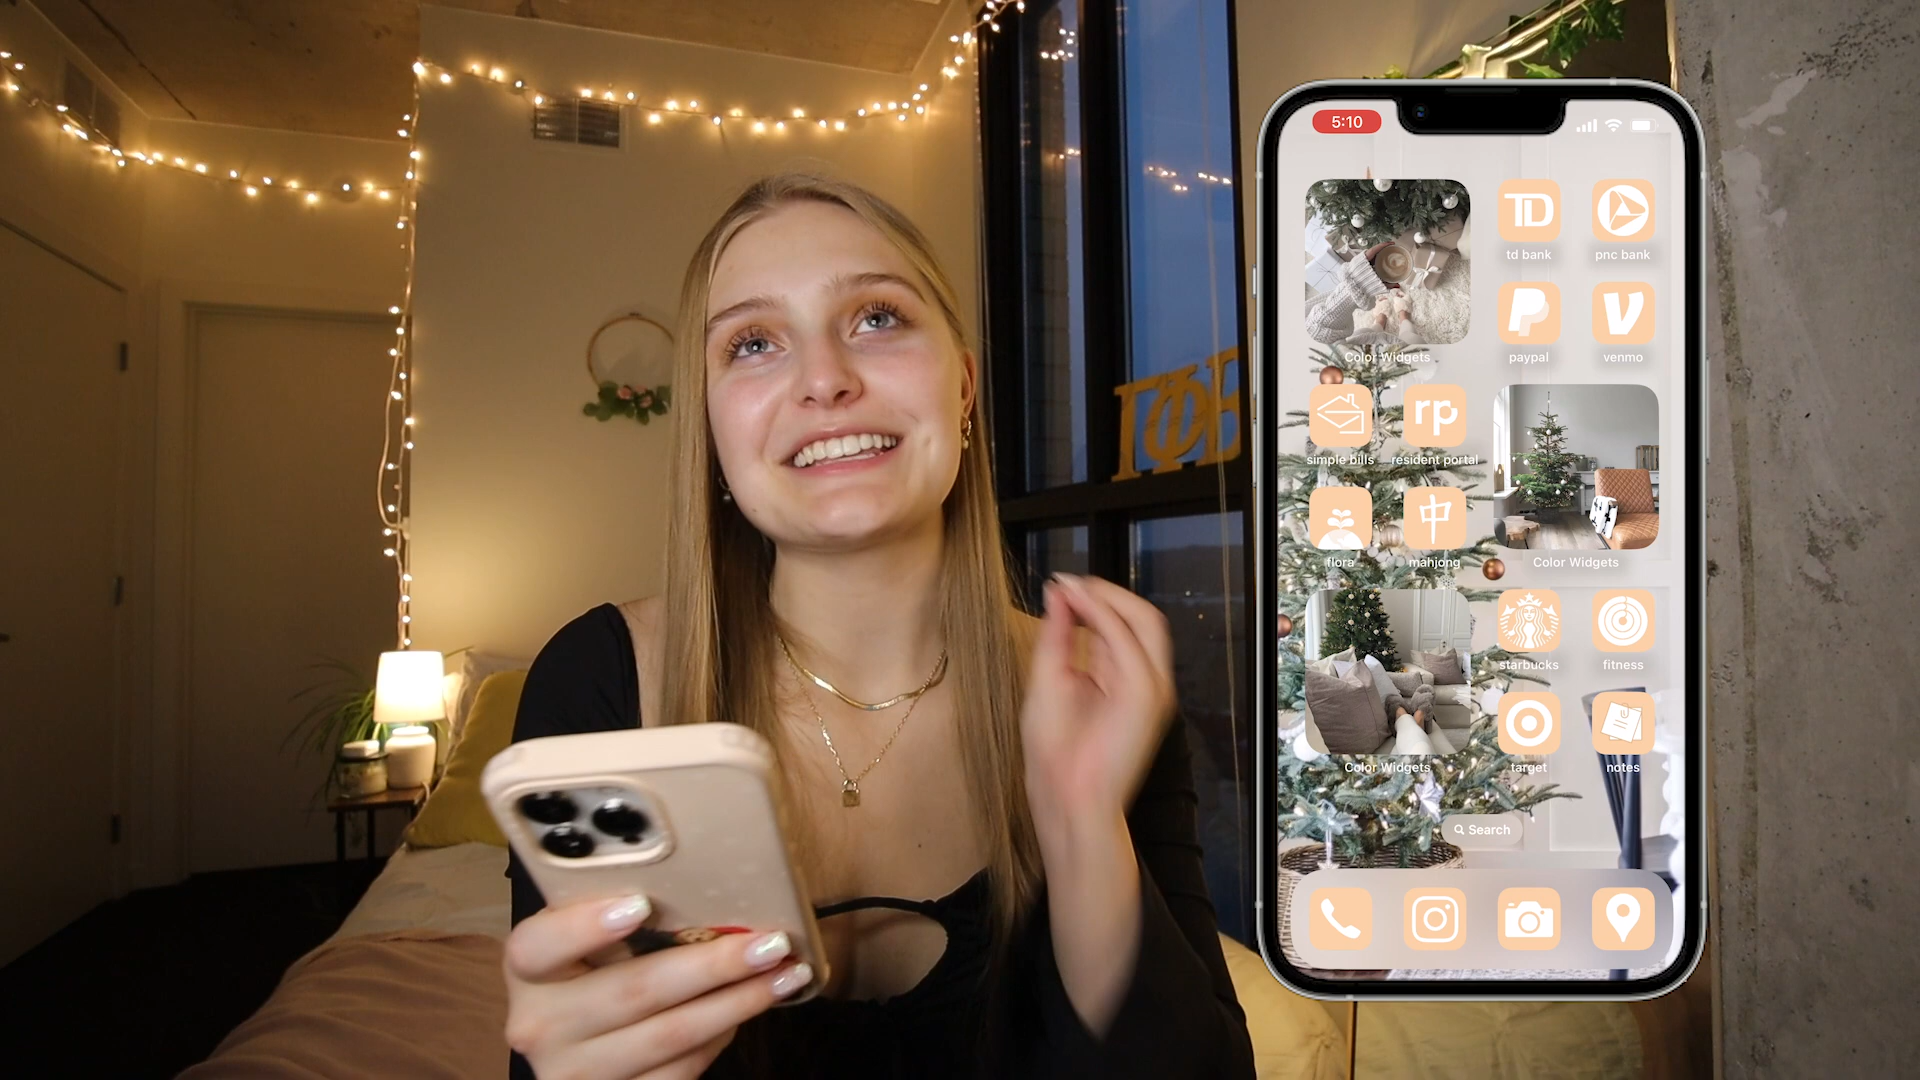 ΓΦΒ
5:10
TD
td bank
pnc bank
Color Widgets
paypal
venmo
rp
simple bills
resident portal
中
flora
mahjong
Color Widgets
starbucks
fitness
Color Widgets
target
notes
Search